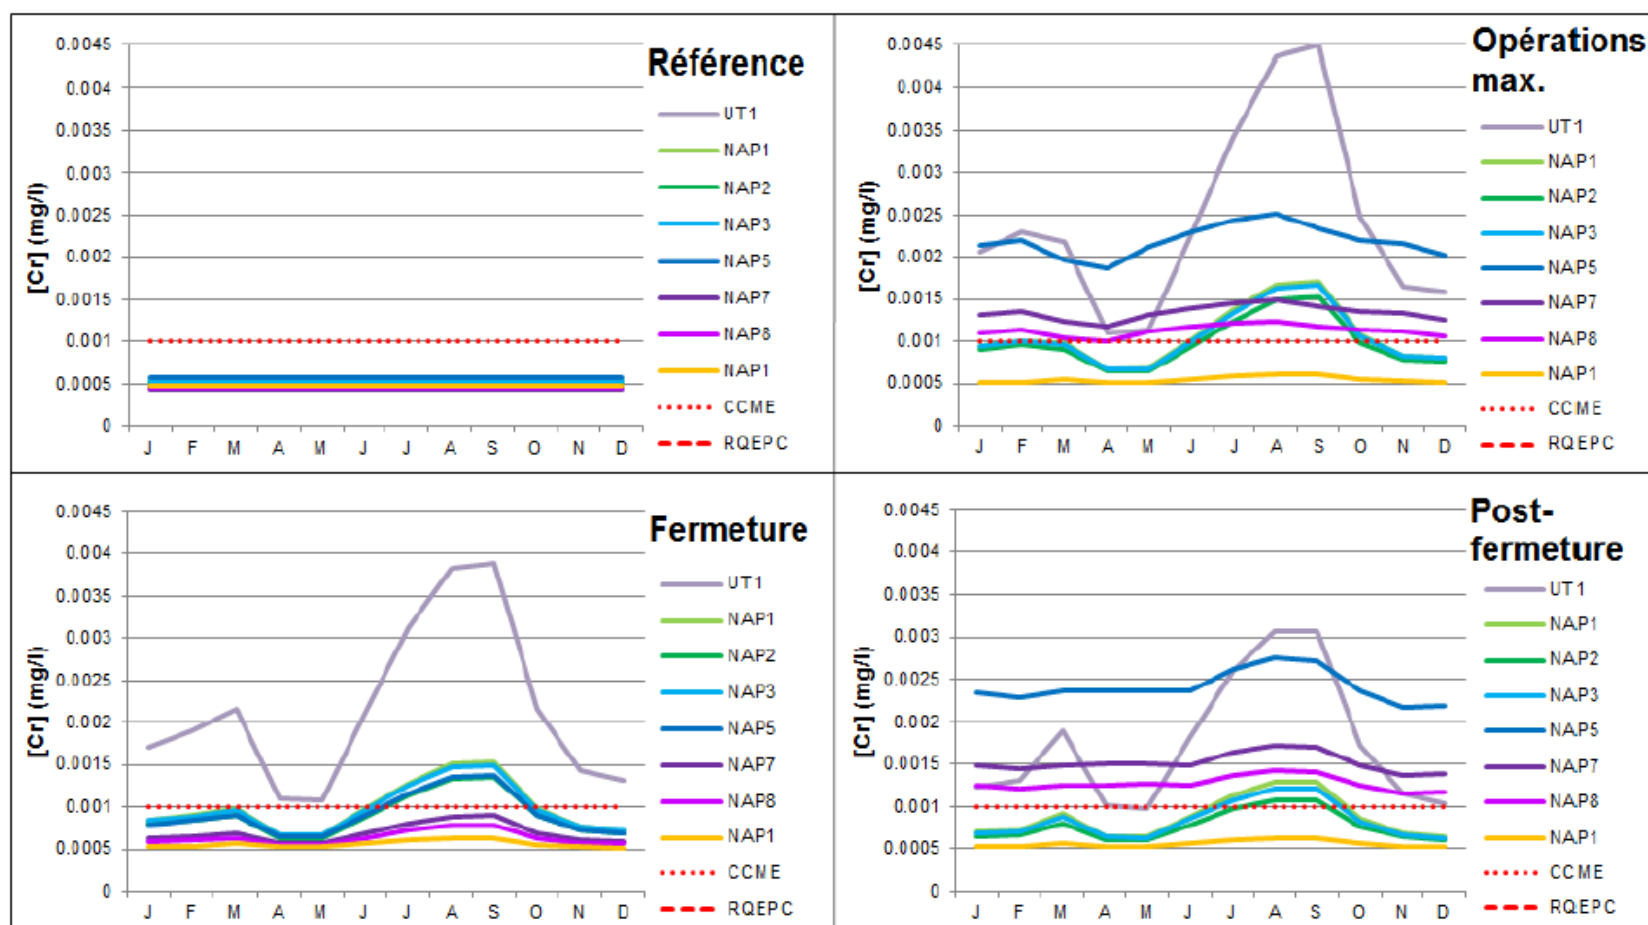 Référence
[Cr] (mg/l)
0.0045
0.004
0.0035
0.003
0.0025
0.002
0.0015
0.001
0.0005
0
J F M A M J J A S O N D
UT1
NAP1
NAP2
NAP3
NAP5
NAP7
NAP8
NAP1
CCME
RQEPC
Opérations
max.
[Cr] (mg/l)
0.0045
0.004
0.0035
0.003
0.0025
0.002
0.0015
0.001
0.0005
0
J F M A M J J A S O N D
UT1
NAP1
NAP2
NAP3
NAP5
NAP7
NAP8
NAP1
CCME
RQEPC
Fermeture
[Cr] (mg/l)
0.0045
0.004
0.0035
0.003
0.0025
0.002
0.0015
0.001
0.0005
0
J F M A M J J A S O N D
UT1
NAP1
NAP2
NAP3
NAP5
NAP7
NAP8
NAP1
CCME
RQEPC
Post-
fermeture
[Cr] (mg/l)
0.0045
0.004
0.0035
0.003
0.0025
0.002
0.0015
0.001
0.0005
0
J F M A M J J A S O N D
UT1
NAP1
NAP2
NAP3
NAP5
NAP7
NAP8
NAP1
CCME
RQEPC